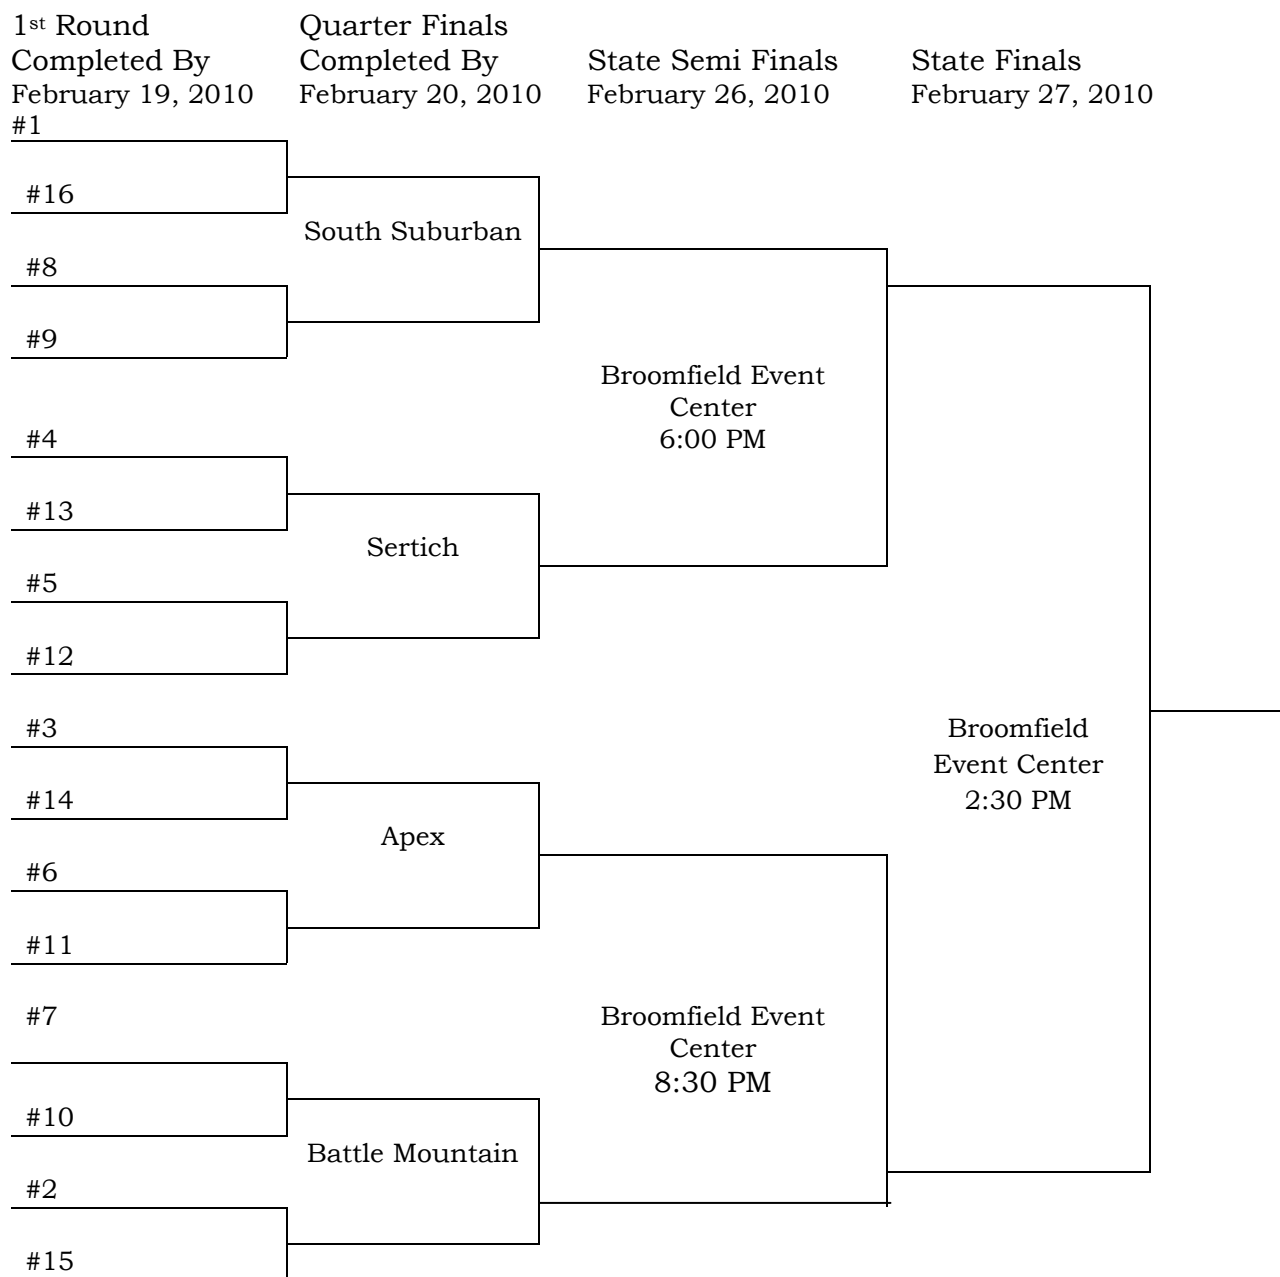 1st Round
Completed By
February 19, 2010
Quarter Finals
Completed By
February 20, 2010
State Semi Finals
February 26, 2010
State Finals
February 27, 2010
#1
#16
South Suburban
#8
#9
Broomfield Event
Center
6:00 PM
#4
#13
Sertich
#5
#12
#3
Broomfield
Event Center
2:30 PM
#14
Apex
#6
#11
#7
Broomfield Event
Center
8:30 PM
#10
Battle Mountain
#2
#15